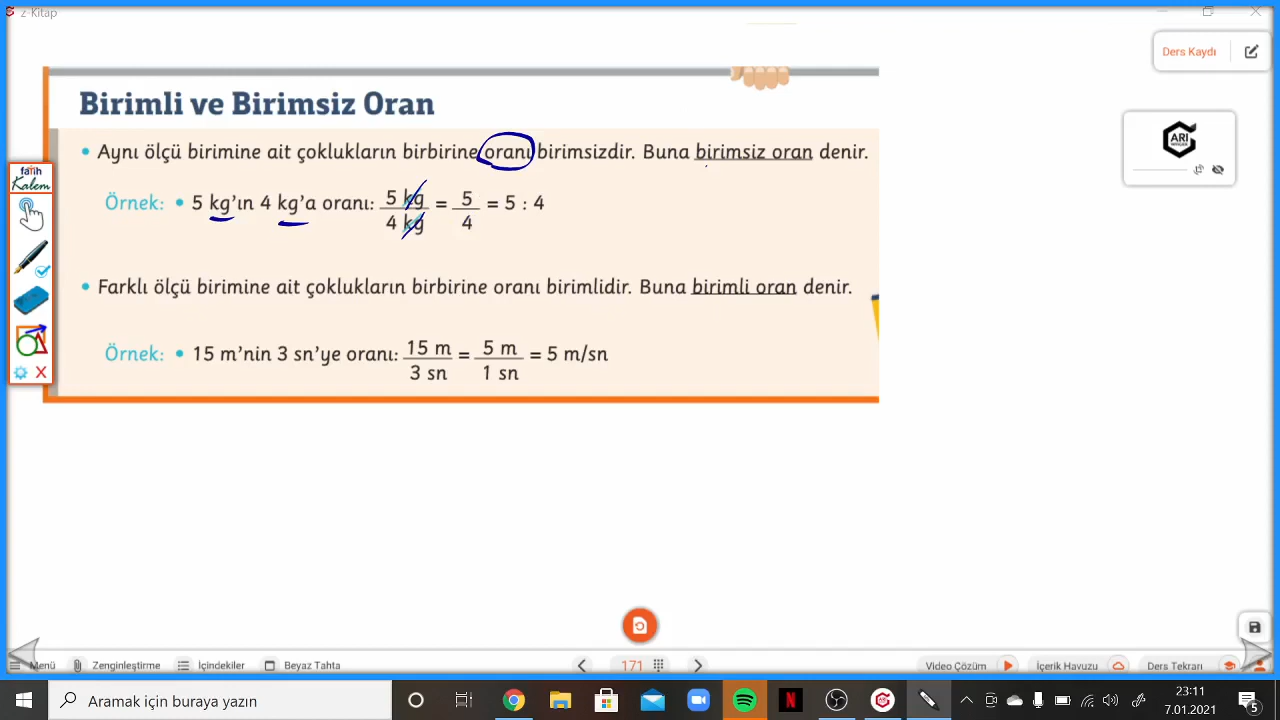 z-Kitap
Ders Kaydı
Birimli ve Birimsiz Oran
• Aynı ölçü birimine ait çoklukların birbirine oranı birimsizdir. Buna birimsiz oran denir.
Örnek: • 5 kg'ın 4 kg'a oranı: 5 kg / 4 kg = 5 / 4 = 5 : 4
• Farklı ölçü birimine ait çoklukların birbirine oranı birimlidir. Buna birimli oran denir.
Örnek: • 15 m'nin 3 sn'ye oranı: 15 m / 3 sn = 5 m / 1 sn = 5 m/sn
fatih
Kalem
ARI
Menü
Zenginleştirme
İçindekiler
Beyaz Tahta
171
Video Çözüm
İçerik Havuzu
Ders Tekrarı
Aramak için buraya yazın
23:11
7.01.2021
5